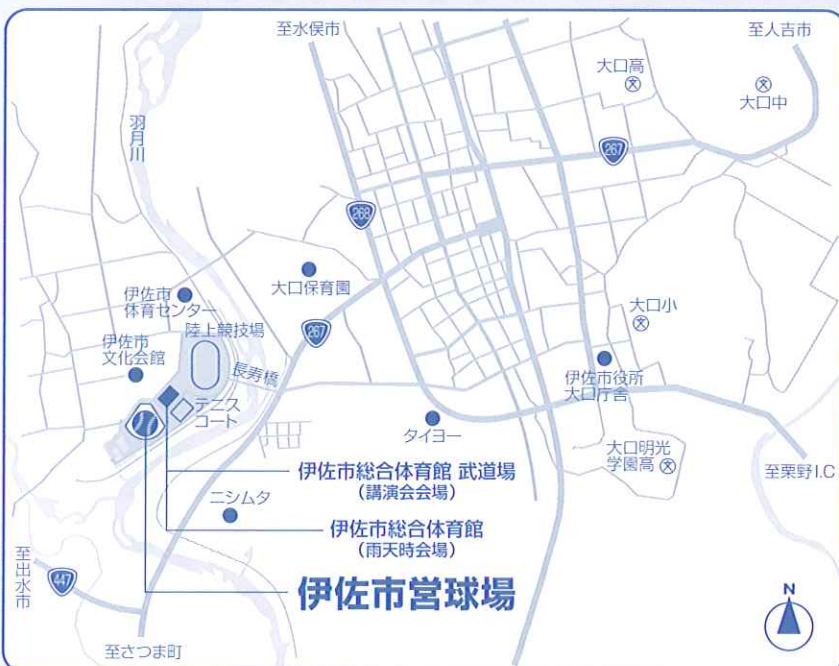 至水俣市
至人吉市
大口高
大口中
羽月川
267
268
伊佐市
体育センター
大口保育園
陸上競技場
267
大口小
伊佐市
文化会館
長寿橋
伊佐市役所
大口庁舎
テニス
コート
タイヨー
大口明光
学園高
至栗野I.C
伊佐市総合体育館 武道場
(講演会会場)
ニシムタ
伊佐市総合体育館
(雨天時会場)
至出水市
447
伊佐市営球場
N
至さつま町